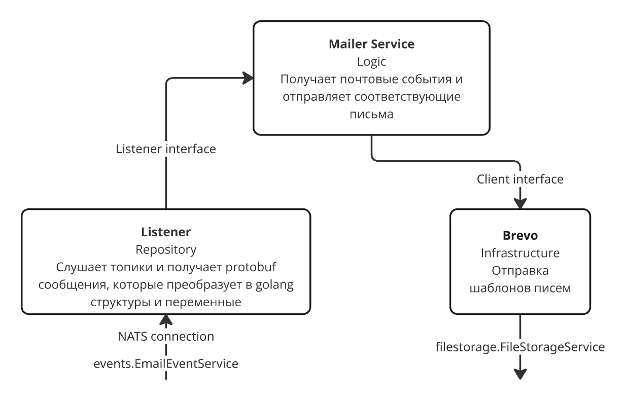 Mailer Service
Logic
Получает почтовые события и
отправляет соответствующие
письма
Listener interface
Client interface
Listener
Repository
Слушает топики и получает protobuf
сообщения, которые преобразует в golang
структуры и переменные
Brevo
Infrastructure
Отправка
шаблонов писем
NATS connection
events.EmailEventService
filestorage.FileStorageService